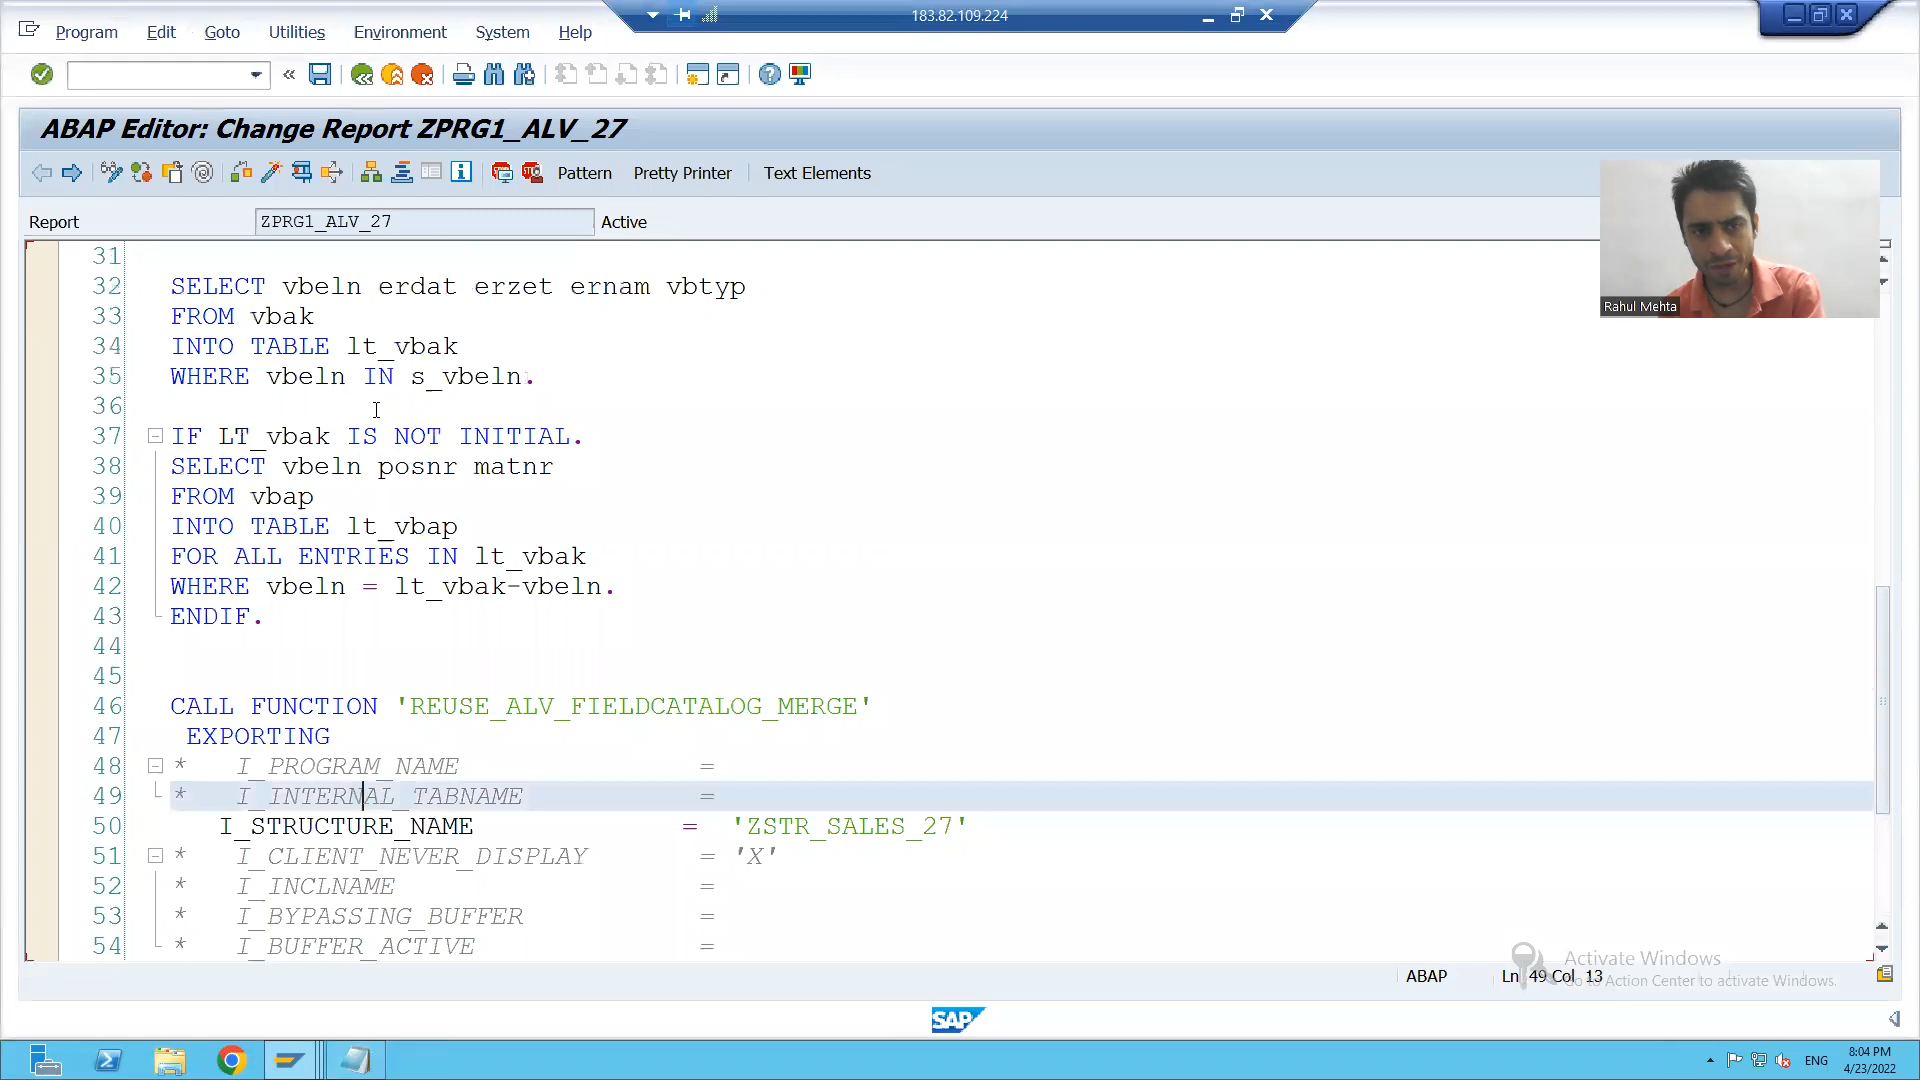 183.82.109.224
Program Edit Goto Utilities Environment System Help
ABAP Editor: Change Report ZPRG1_ALV_27
Pattern Pretty Printer Text Elements
Report ZPRG1_ALV_27 Active
Rahul Mehta
31
32 SELECT vbeln erdat erzet ernam vbtyp
33 FROM vbak
34 INTO TABLE lt_vbak
35 WHERE vbeln IN s_vbeln.
36
37 IF LT_vbak IS NOT INITIAL.
38 SELECT vbeln posnr matnr
39 FROM vbap
40 INTO TABLE lt_vbap
41 FOR ALL ENTRIES IN lt_vbak
42 WHERE vbeln = lt_vbak-vbeln.
43 ENDIF.
44
45
46 CALL FUNCTION 'REUSE_ALV_FIELDCATALOG_MERGE'
47 EXPORTING
48 * I_PROGRAM_NAME =
49 * I_INTERNAL_TABNAME =
50 I_STRUCTURE_NAME = 'ZSTR_SALES_27'
51 * I_CLIENT_NEVER_DISPLAY = 'X'
52 * I_INCLNAME =
53 * I_BYPASSING_BUFFER =
54 * I_BUFFER_ACTIVE =
Activate Windows
Go to Action Center to activate Windows.
ABAP Ln 49 Col 13
SAP
ENG
8:04 PM
4/23/2022